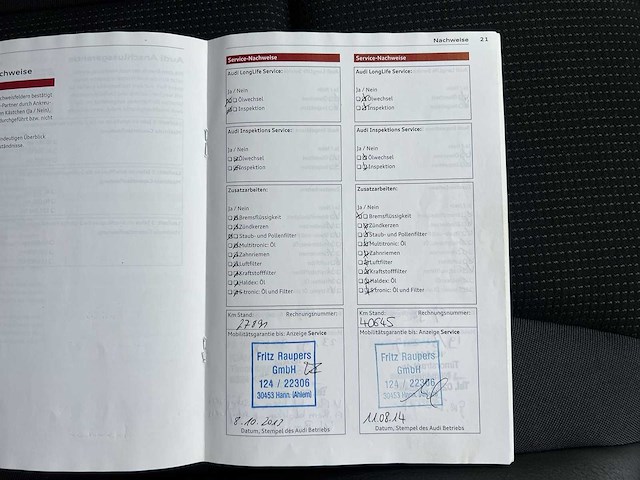 Nachweise 21
chweise
Service-Nachweise
Audi LongLife Service:
Ja / Nein
Ölwechsel
Inspektion
Audi Inspektions Service:
Ja / Nein
Ölwechsel
Inspektion
Zusatzarbeiten:
Ja / Nein
Bremsflüssigkeit
Zündkerzen
Staub- und Pollenfilter
Multitronic: Öl
Zahnriemen
Luftfilter
Kraftstofffilter
Haldex: Öl
S tronic: Öl und Filter
Km Stand: Rechnungsnummer:
Mobilitätsgarantie bis: Anzeige Service
Fritz Raupers
GmbH
124 / 22306
30453 Hann. (Ahlem)
8.10.2013
Datum, Stempel des Audi Betriebs
Service-Nachweise
Audi LongLife Service:
Ja / Nein
Ölwechsel
Inspektion
Audi Inspektions Service:
Ja / Nein
Ölwechsel
Inspektion
Zusatzarbeiten:
Ja / Nein
Bremsflüssigkeit
Zündkerzen
Staub- und Pollenfilter
Multitronic: Öl
Zahnriemen
Luftfilter
Kraftstofffilter
Haldex: Öl
S tronic: Öl und Filter
Km Stand: Rechnungsnummer:
40645
Mobilitätsgarantie bis: Anzeige Service
Fritz Raupers
GmbH
124 / 22306
30453 Hann.
11.08.14
Datum, Stempel des Audi Betriebs